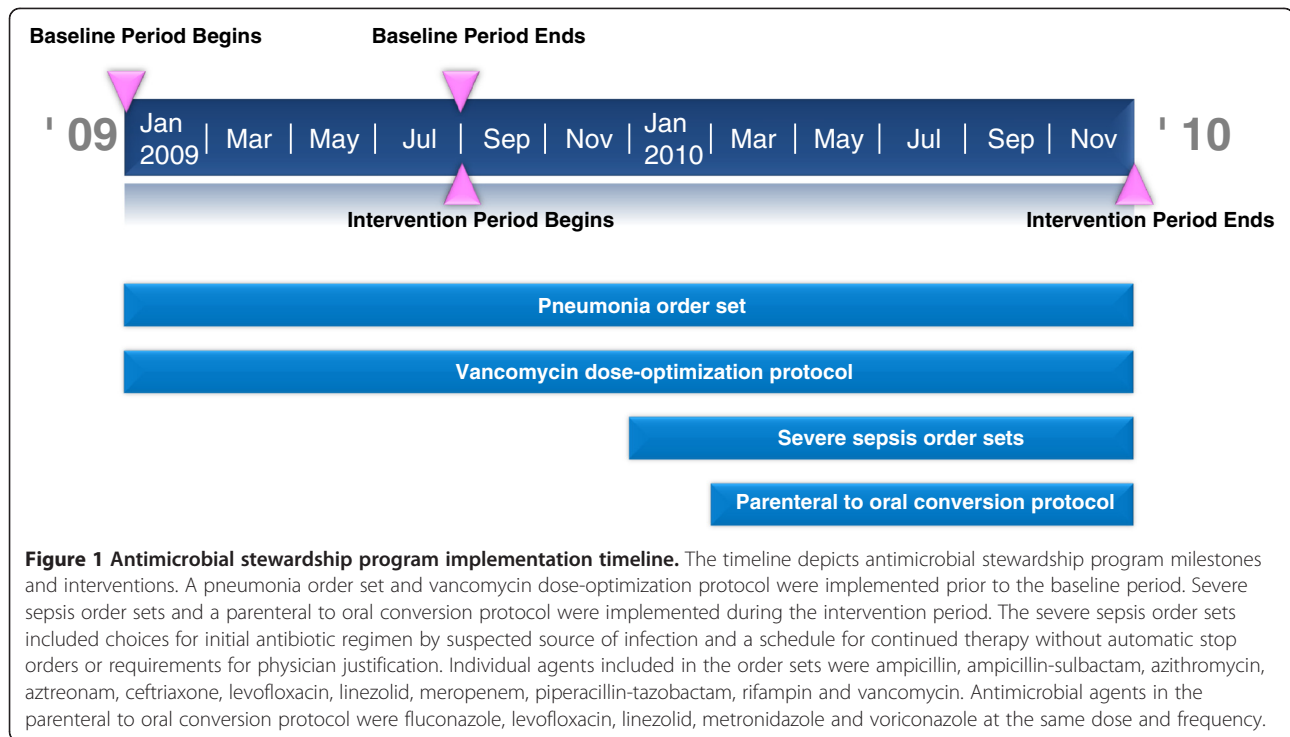 Baseline Period Begins Baseline Period Ends
' 09 Jan 2009 | Mar | May | Jul | Sep | Nov | Jan 2010 | Mar | May | Jul | Sep | Nov ' 10
Intervention Period Begins Intervention Period Ends
Pneumonia order set
Vancomycin dose-optimization protocol
Severe sepsis order sets
Parenteral to oral conversion protocol
Figure 1 Antimicrobial stewardship program implementation timeline. The timeline depicts antimicrobial stewardship program milestones
and interventions. A pneumonia order set and vancomycin dose-optimization protocol were implemented prior to the baseline period. Severe
sepsis order sets and a parenteral to oral conversion protocol were implemented during the intervention period. The severe sepsis order sets
included choices for initial antibiotic regimen by suspected source of infection and a schedule for continued therapy without automatic stop
orders or requirements for physician justification. Individual agents included in the order sets were ampicillin, ampicillin-sulbactam, azithromycin,
aztreonam, ceftriaxone, levofloxacin, linezolid, meropenem, piperacillin-tazobactam, rifampin and vancomycin. Antimicrobial agents in the
parenteral to oral conversion protocol were fluconazole, levofloxacin, linezolid, metronidazole and voriconazole at the same dose and frequency.